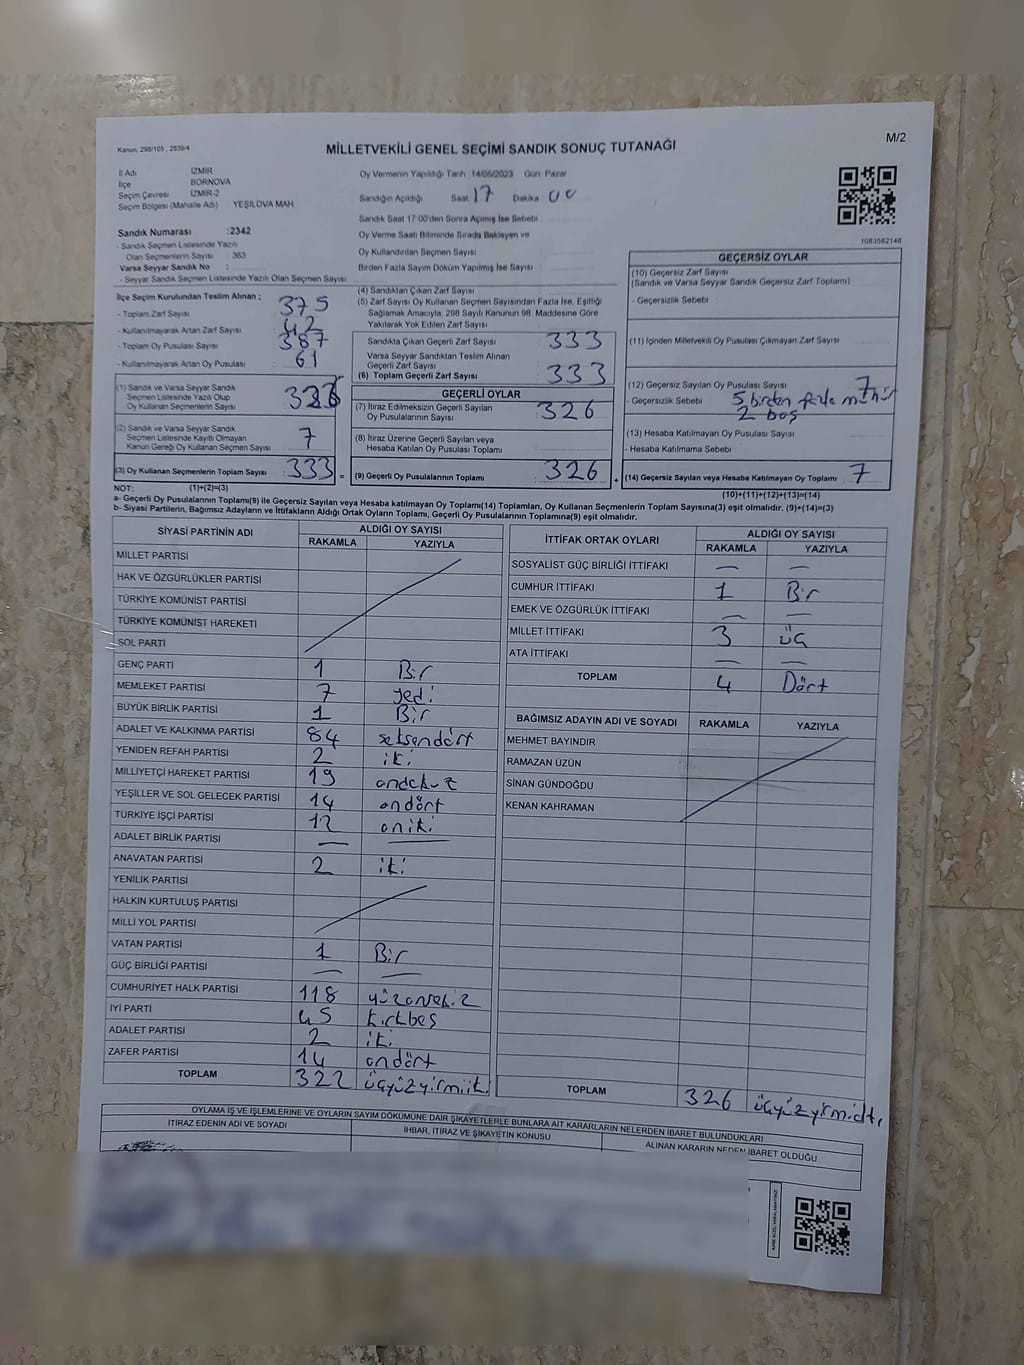 Kanun: 298/105 ; 2839/4
M/2
MİLLETVEKİLİ GENEL SEÇİMİ SANDIK SONUÇ TUTANAĞI
İl Adı İZMİR
İlçe BORNOVA
Seçim Çevresi İZMİR-2
Seçim Bölgesi (Mahalle Adı) YEŞİLOVA MAH.
Oy Vermenin Yapıldığı Tarih :14/05/2023 Gün: Pazar
Sandığın Açıldığı Saat 17 Dakika 00
Sandık Saat 17:00'den Sonra Açılmış İse Sebebi
Oy Verme Saati Bitiminde Sırada Bekleyen ve
Oy Kullandırılan Seçmen Sayısı
Birden Fazla Sayım Döküm Yapılmış İse Sayısı
1083582148
Sandık Numarası :2342
- Sandık Seçmen Listesinde Yazılı
Olan Seçmenlerin Sayısı 363
Varsa Seyyar Sandık No :
- Seyyar Sandık Seçmen Listesinde Yazılı Olan Seçmen Sayısı
İlçe Seçim Kurulundan Teslim Alınan ;
- Toplam Zarf Sayısı 375
- Kullanılmayarak Artan Zarf Sayısı 42
- Toplam Oy Pusulası Sayısı 387
- Kullanılmayarak Artan Oy Pusulası 61
(1) Sandık ve Varsa Seyyar Sandık
Seçmen Listesinde Yazılı Olup
Oy Kullanan Seçmenlerin Sayısı 326
(2) Sandık ve Varsa Seyyar Sandık
Seçmen Listesinde Kayıtlı Olmayan
Kanun Gereği Oy Kullanan Seçmen Sayısı 7
(3) Oy Kullanan Seçmenlerin Toplam Sayısı 333 =
(4) Sandıktan Çıkan Zarf Sayısı
(5) Zarf Sayısı Oy Kullanan Seçmen Sayısından Fazla İse, Eşitliği
Sağlamak Amacıyla, 298 Sayılı Kanunun 98. Maddesine Göre
Yakılarak Yok Edilen Zarf Sayısı
Sandıkta Çıkan Geçerli Zarf Sayısı 333
Varsa Seyyar Sandıktan Teslim Alınan
Geçerli Zarf Sayısı
(6) Toplam Geçerli Zarf Sayısı 333
GEÇERLİ OYLAR
(7) İtiraz Edilmeksizin Geçerli Sayılan
Oy Pusulalarının Sayısı 326
(8) İtiraz Üzerine Geçerli Sayılan veya
Hesaba Katılan Oy Pusulası Toplamı
(9) Geçerli Oy Pusulalarının Toplamı 326 +
GEÇERSİZ OYLAR
(10) Geçersiz Zarf Sayısı
(Sandık ve Varsa Seyyar Sandık Geçersiz Zarf Toplamı)
- Geçersizlik Sebebi
(11) İçinden Milletvekili Oy Pusulası Çıkmayan Zarf Sayısı
(12) Geçersiz Sayılan Oy Pusulası Sayısı 7
- Geçersizlik Sebebi 5 birden fazla mühür
2 boş
(13) Hesaba Katılmayan Oy Pusulası Sayısı
- Hesaba Katılmama Sebebi
(14) Geçersiz Sayılan veya Hesaba Katılmayan Oy Toplamı 7
NOT: (1)+(2)=(3) (10)+(11)+(12)+(13)=(14)
a- Geçerli Oy Pusulalarının Toplamı(9) ile Geçersiz Sayılan veya Hesaba katılmayan Oy Toplamı(14) Toplamları, Oy Kullanan Seçmenlerin Toplam Sayısına(3) eşit olmalıdır. (9)+(14)=(3)
b- Siyasi Partilerin, Bağımsız Adayların ve İttifakların Aldığı Ortak Oyların Toplamı, Geçerli Oy Pusulalarının Toplamına(9) eşit olmalıdır.
SİYASİ PARTİNİN ADI ALDIĞI OY SAYISI
RAKAMLA YAZIYLA
MİLLET PARTİSİ
HAK VE ÖZGÜRLÜKLER PARTİSİ
TÜRKİYE KOMÜNİST PARTİSİ
TÜRKİYE KOMÜNİST HAREKETİ
SOL PARTİ
GENÇ PARTİ 1 Bir
MEMLEKET PARTİSİ 7 yedi
BÜYÜK BİRLİK PARTİSİ 1 Bir
ADALET VE KALKINMA PARTİSİ 84 seksendört
YENİDEN REFAH PARTİSİ 2 iki
MİLLİYETÇİ HAREKET PARTİSİ 19 ondokuz
YEŞİLLER VE SOL GELECEK PARTİSİ 14 ondört
TÜRKİYE İŞÇİ PARTİSİ 12 oniki
ADALET BİRLİK PARTİSİ — —
ANAVATAN PARTİSİ 2 iki
YENİLİK PARTİSİ
HALKIN KURTULUŞ PARTİSİ
MİLLİ YOL PARTİSİ
VATAN PARTİSİ 1 Bir
GÜÇ BİRLİĞİ PARTİSİ — —
CUMHURİYET HALK PARTİSİ 118 yüzonsekiz
İYİ PARTİ 45 kırkbeş
ADALET PARTİSİ 2 iki
ZAFER PARTİSİ 14 ondört
TOPLAM 322 üçyüzyirmiiki
İTTİFAK ORTAK OYLARI ALDIĞI OY SAYISI
RAKAMLA YAZIYLA
SOSYALİST GÜÇ BİRLİĞİ İTTİFAKI — —
CUMHUR İTTİFAKI 1 Bir
EMEK VE ÖZGÜRLÜK İTTİFAKI — —
MİLLET İTTİFAKI 3 üç
ATA İTTİFAKI — —
TOPLAM 4 Dört
BAĞIMSIZ ADAYIN ADI VE SOYADI RAKAMLA YAZIYLA
MEHMET BAYINDIR
RAMAZAN ÜZÜN
SİNAN GÜNDOĞDU
KENAN KAHRAMAN
TOPLAM 326 üçyüzyirmialtı
OYLAMA İŞ VE İŞLEMLERİNE VE OYLARIN SAYIM DÖKÜMÜNE DAİR ŞİKAYETLERLE BUNLARA AİT KARARLARIN NELERDEN İBARET BULUNDUKLARI
İTİRAZ EDENİN ADI VE SOYADI
İHBAR, İTİRAZ VE ŞİKAYETİN KONUSU
ALINAN KARARIN NEDEN İBARET OLDUĞU